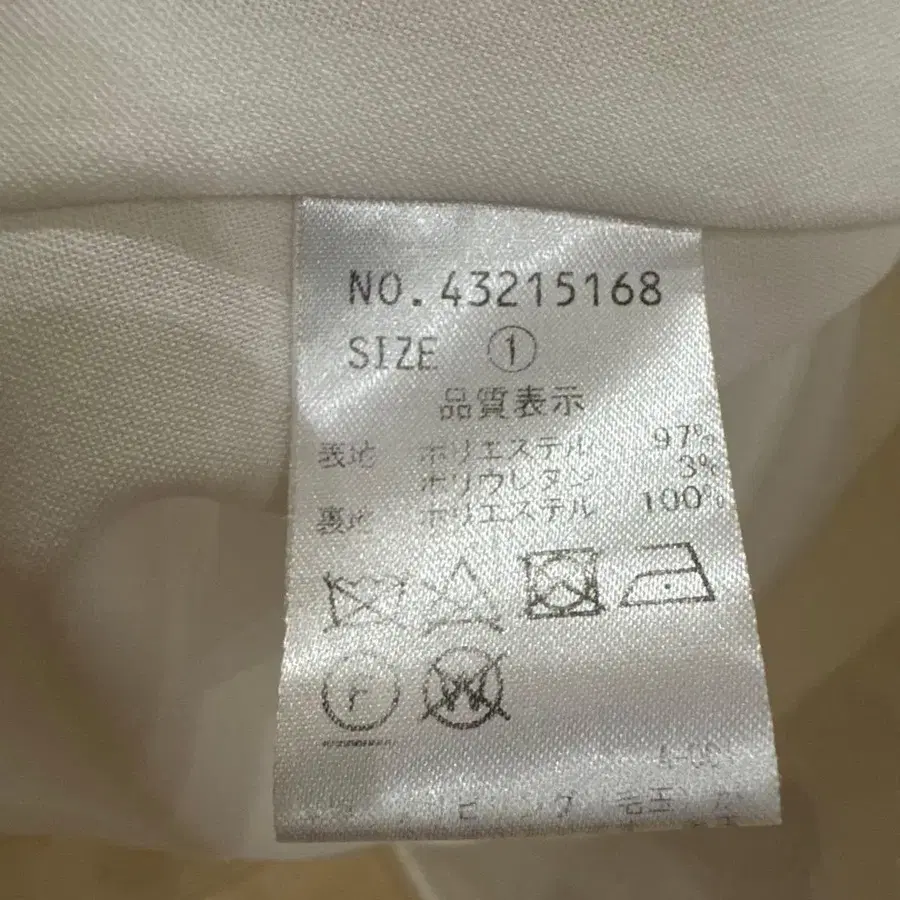 NO.43215168
SIZE ①
品質表示
表地 ポリエステル 97%
ポリウレタン 3%
裏地 ポリエステル 100%
F
W